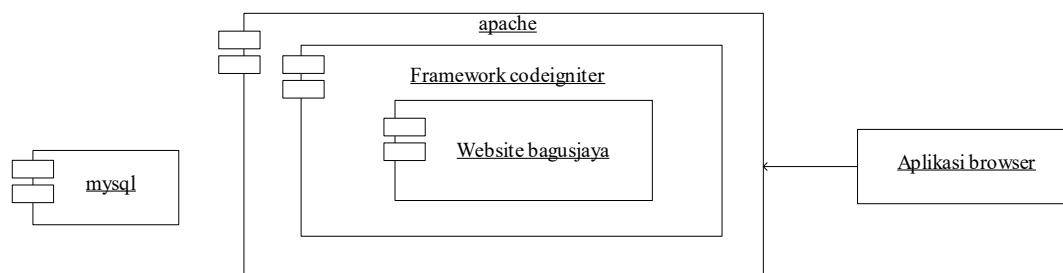 apache
Framework codeigniter
Website bagusjaya
mysql
Aplikasi browser